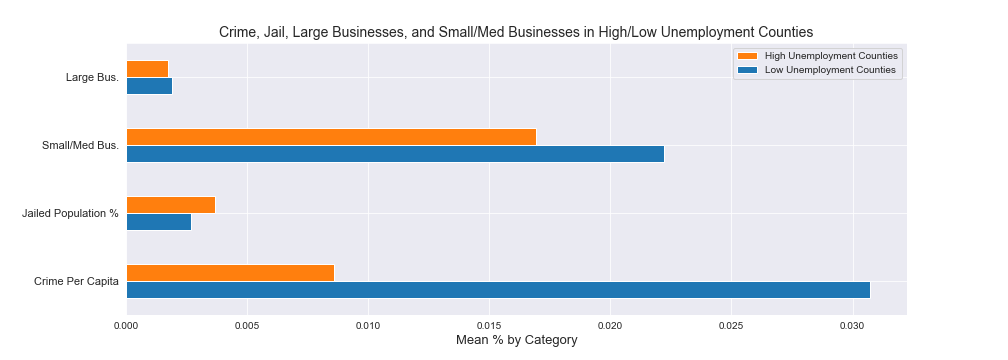 Crime, Jail, Large Businesses, and Small/Med Businesses in High/Low Unemployment Counties
High Unemployment Counties
Low Unemployment Counties
Large Bus.
Small/Med Bus.
Jailed Population %
Crime Per Capita
0.000 0.005 0.010 0.015 0.020 0.025 0.030
Mean % by Category